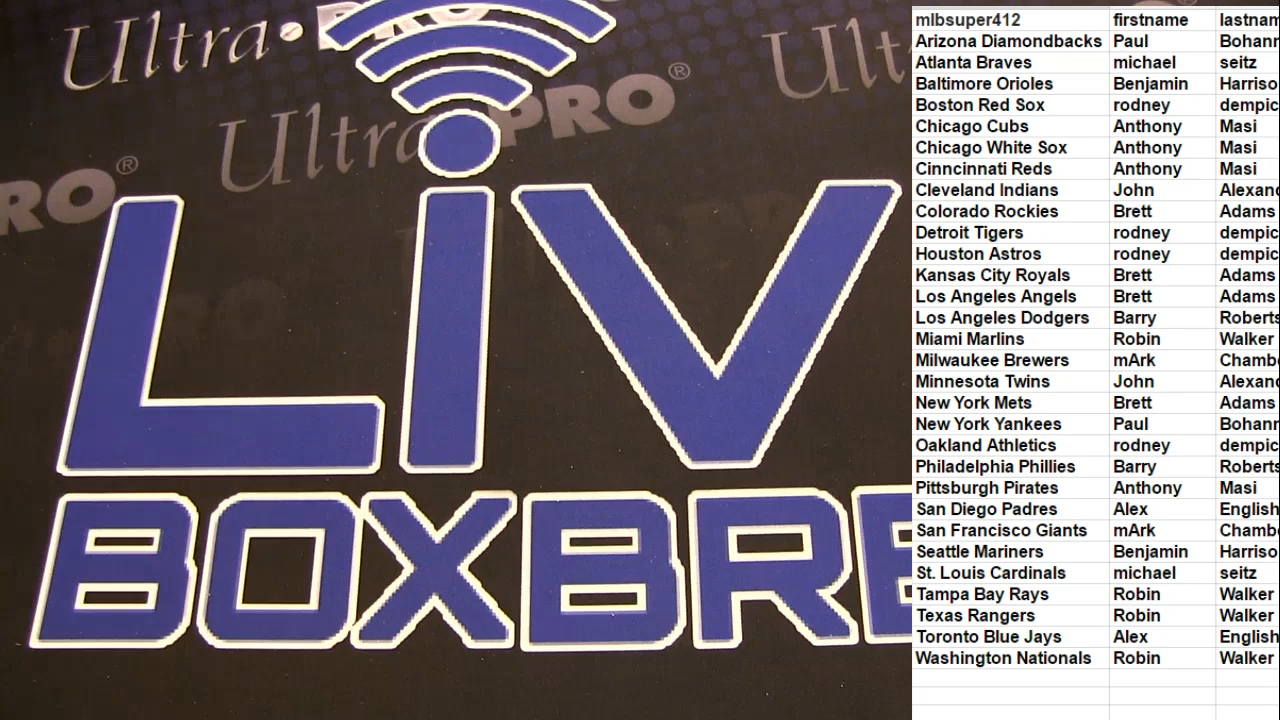 Ultra•PRO
Ult
UltraPRO®
RO®
LiV
BOXBRE
mlbsuper412 firstname lastnam
Arizona Diamondbacks Paul Bohann
Atlanta Braves michael seitz
Baltimore Orioles Benjamin Harriso
Boston Red Sox rodney dempic
Chicago Cubs Anthony Masi
Chicago White Sox Anthony Masi
Cinncinnati Reds Anthony Masi
Cleveland Indians John Alexand
Colorado Rockies Brett Adams
Detroit Tigers rodney dempic
Houston Astros rodney dempic
Kansas City Royals Brett Adams
Los Angeles Angels Brett Adams
Los Angeles Dodgers Barry Roberts
Miami Marlins Robin Walker
Milwaukee Brewers mArk Chambe
Minnesota Twins John Alexand
New York Mets Brett Adams
New York Yankees Paul Bohann
Oakland Athletics rodney dempic
Philadelphia Phillies Barry Roberts
Pittsburgh Pirates Anthony Masi
San Diego Padres Alex English
San Francisco Giants mArk Chambe
Seattle Mariners Benjamin Harriso
St. Louis Cardinals michael seitz
Tampa Bay Rays Robin Walker
Texas Rangers Robin Walker
Toronto Blue Jays Alex English
Washington Nationals Robin Walker